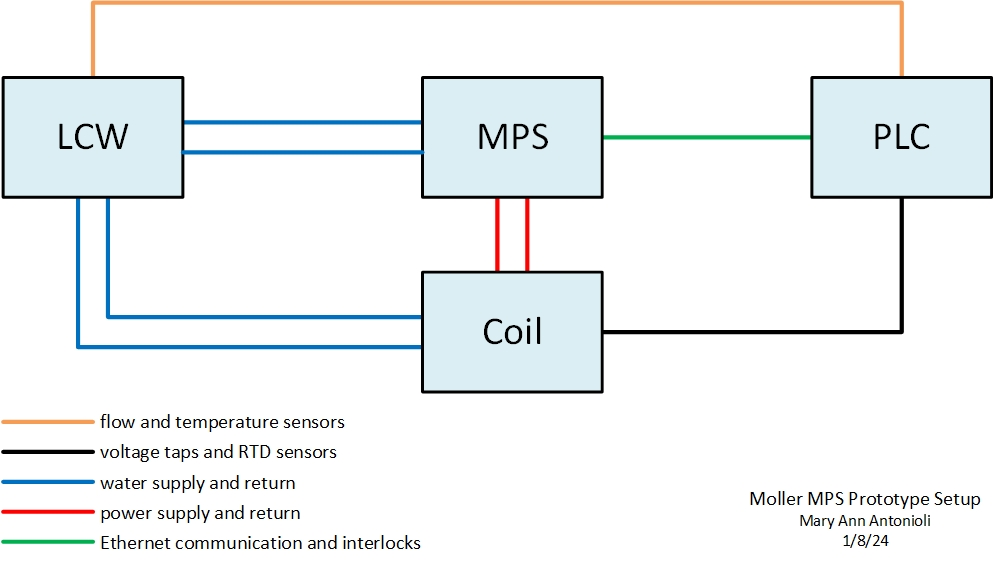 LCW
MPS
PLC
Coil
flow and temperature sensors
voltage taps and RTD sensors
water supply and return
power supply and return
Ethernet communication and interlocks
Moller MPS Prototype Setup
Mary Ann Antonioli
1/8/24